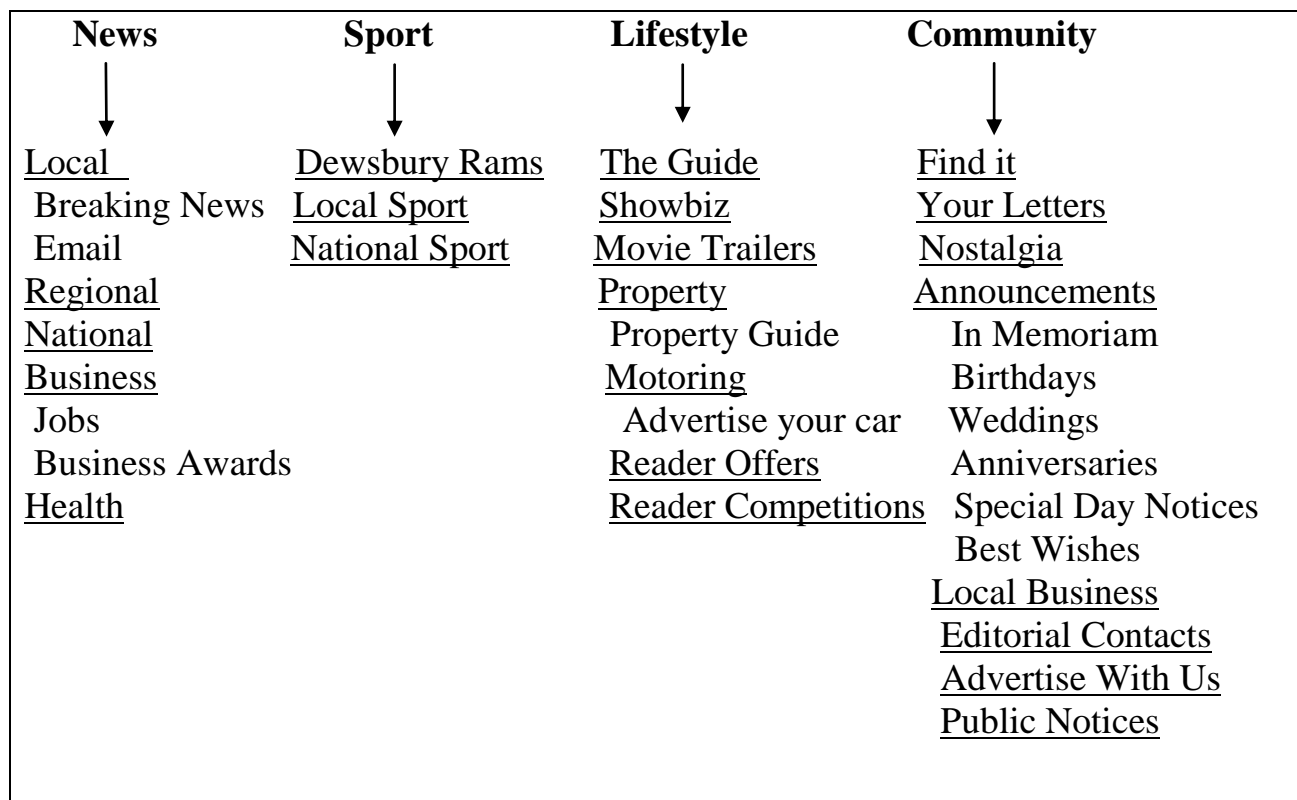 News Sport Lifestyle Community
Local Dewsbury Rams The Guide Find it
Breaking News Local Sport Showbiz Your Letters
Email National Sport Movie Trailers Nostalgia
Regional Property Announcements
National Property Guide In Memoriam
Business Motoring Birthdays
Jobs Advertise your car Weddings
Business Awards Reader Offers Anniversaries
Health Reader Competitions Special Day Notices
Best Wishes
Local Business
Editorial Contacts
Advertise With Us
Public Notices